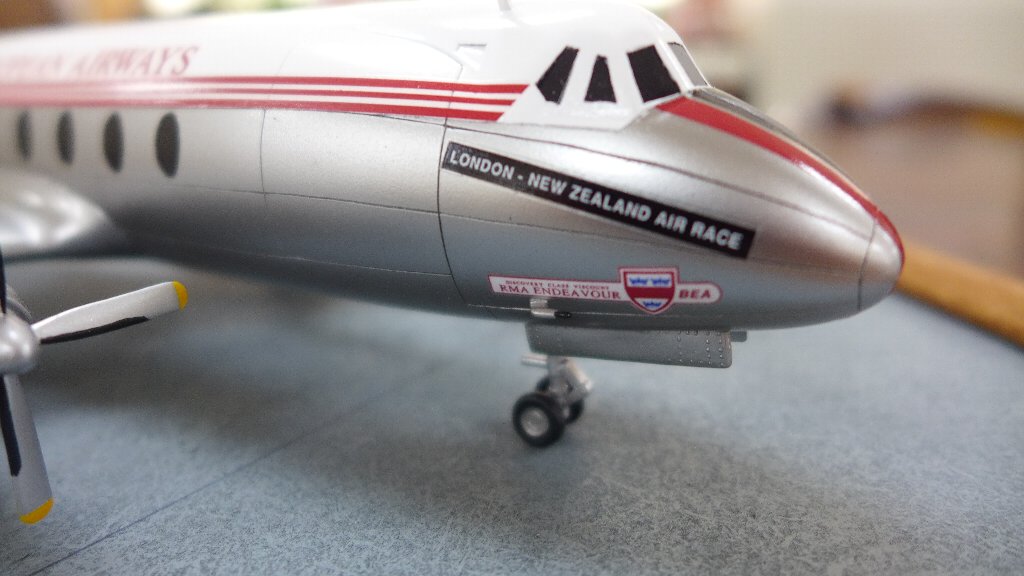 AIRWAYS
LONDON - NEW ZEALAND AIR RACE
DISCOVERY CLASS VISCOUNT
RMA ENDEAVOUR
BEA